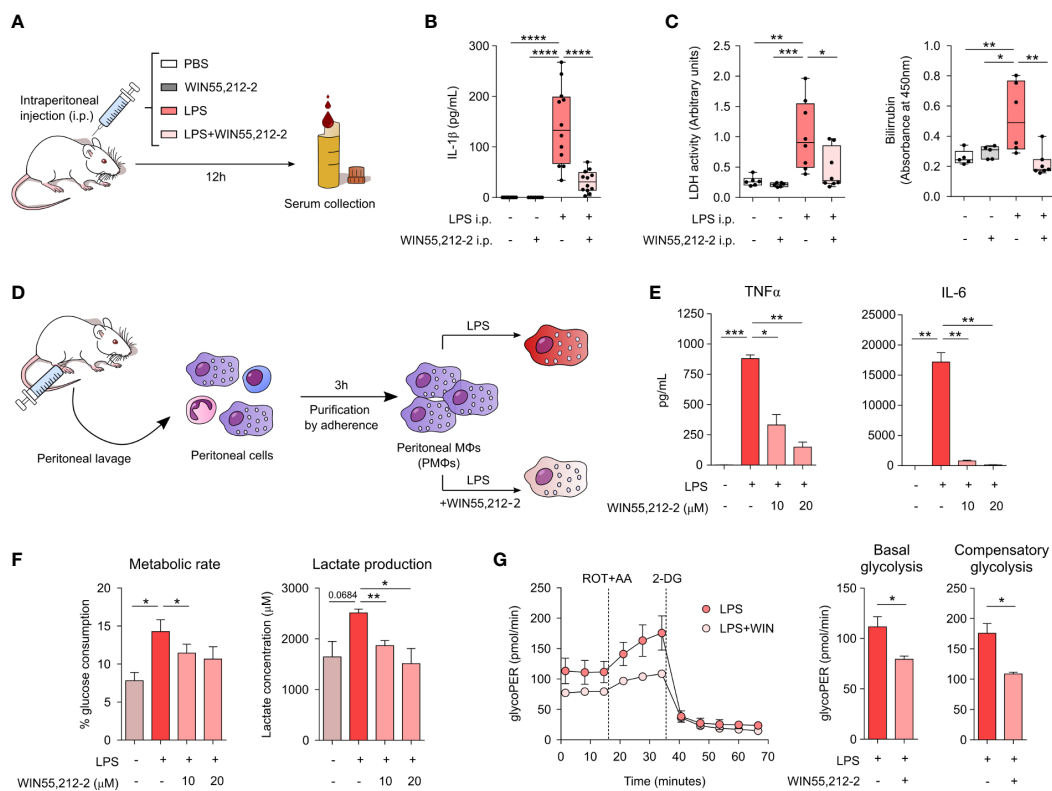 A
Intraperitoneal
injection (i.p.)
PBS
WIN55,212-2
LPS
LPS+WIN55,212-2
12h
Serum collection
B
IL-1β (pg/mL)
300
200
100
0
**** 
**** ****
LPS i.p. - - + +
WIN55,212-2 i.p. - + - +
C
LDH activity (Arbitrary units)
2.5
2.0
1.5
1.0
0.5
0.0
**
*** *
LPS i.p. - - + +
WIN55,212-2 i.p. - + - +
Bilirrubin
(Absorbance at 450nm)
1.0
0.8
0.6
0.4
0.2
0.0
**
* **
- - + +
- + - +
D
Peritoneal lavage
Peritoneal cells
3h
Purification
by adherence
Peritoneal MΦs
(PMΦs)
LPS
LPS
+WIN55,212-2
E
TNFα
pg/mL
1250
1000
750
500
250
0
**
*** *
LPS - + + +
WIN55,212-2 (μM) - - 10 20
IL-6
25000
20000
15000
10000
5000
0
**
** **
- + + +
- - 10 20
F
Metabolic rate
% glucose consumption
20
15
10
5
0
* *
LPS - + + +
WIN55,212-2 (μM) - - 10 20
Lactate production
Lactate concentration (μM)
3000
2000
1000
0
*
0.0684 **
- + + +
- - 10 20
G
ROT+AA 2-DG
glycoPER (pmol/min)
250
200
150
100
50
0
0 10 20 30 40 50 60 70
Time (minutes)
LPS
LPS+WIN
Basal
glycolysis
glycoPER (pmol/min)
150
100
50
0
*
LPS + +
WIN55,212-2 - +
Compensatory
glycolysis
250
200
150
100
50
0
*
+ +
- +